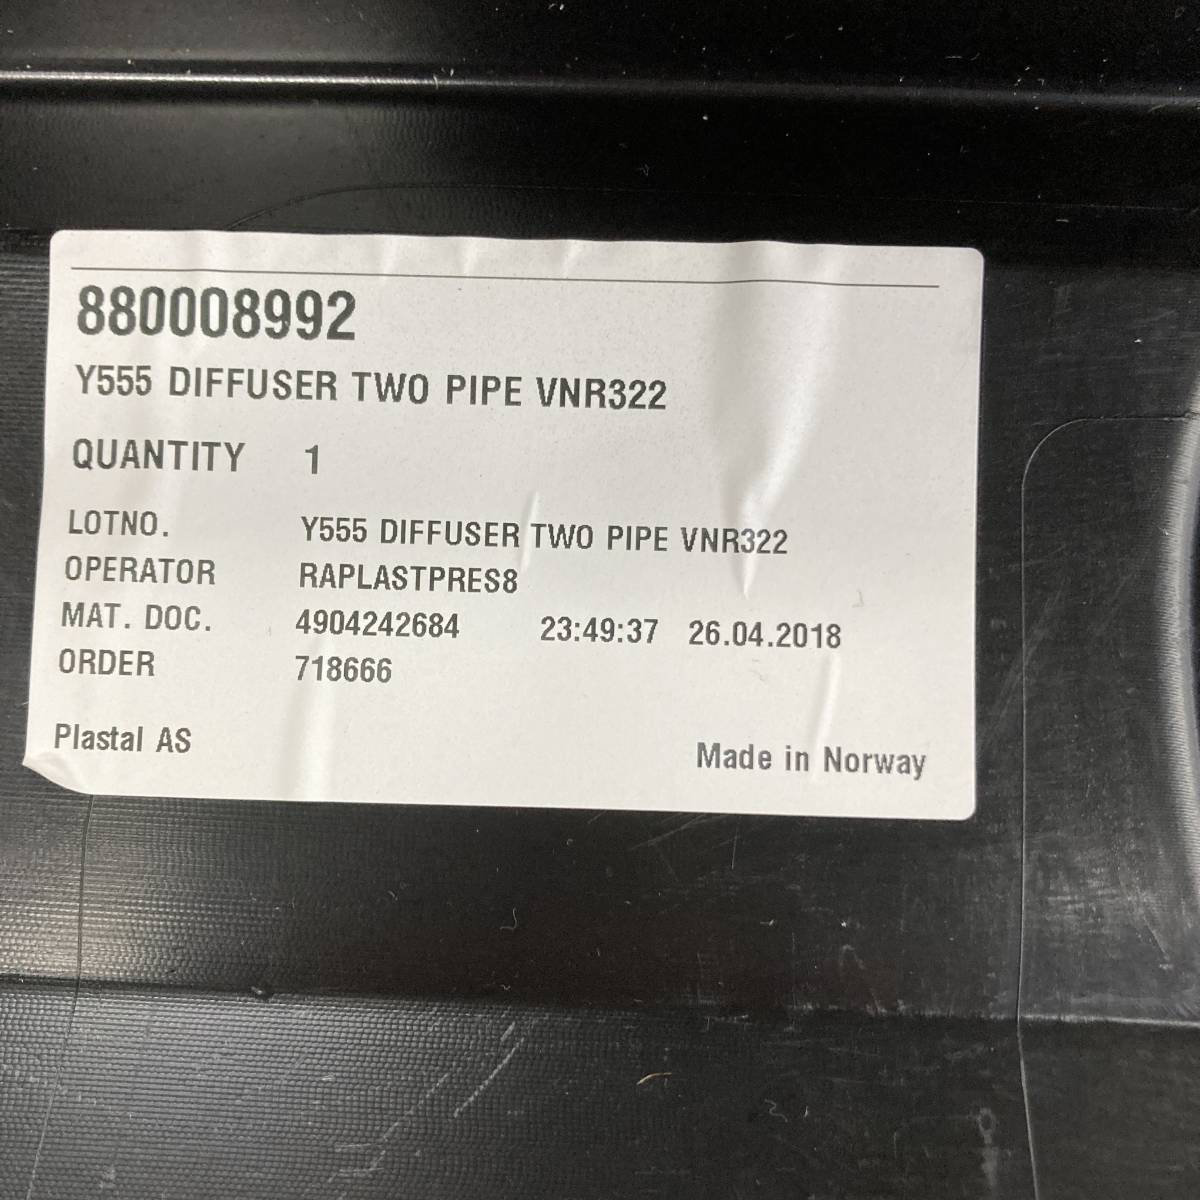 880008992
Y555 DIFFUSER TWO PIPE VNR322
QUANTITY 1
LOTNO. Y555 DIFFUSER TWO PIPE VNR322
OPERATOR RAPLASTPRES8
MAT. DOC. 4904242684 23:49:37 26.04.2018
ORDER 718666
Plastal AS Made in Norway